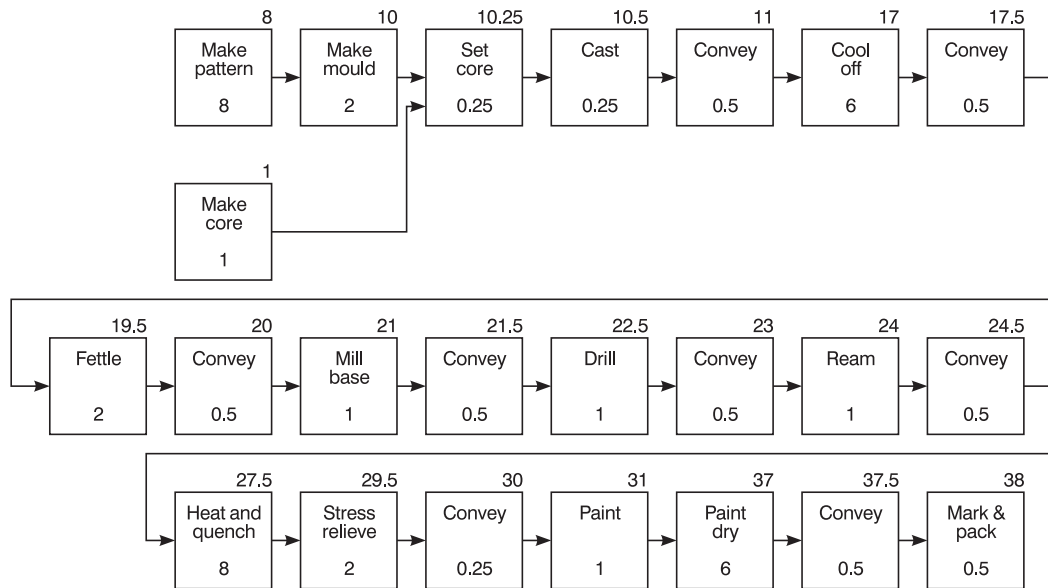 8 10 10.25 10.5 11 17 17.5
Make pattern Make mould Set core Cast Convey Cool off Convey
8 2 0.25 0.25 0.5 6 0.5
1
Make core
1
19.5 20 21 21.5 22.5 23 24 24.5
Fettle Convey Mill base Convey Drill Convey Ream Convey
2 0.5 1 0.5 1 0.5 1 0.5
27.5 29.5 30 31 37 37.5 38
Heat and quench Stress relieve Convey Paint Paint dry Convey Mark & pack
8 2 0.25 1 6 0.5 0.5